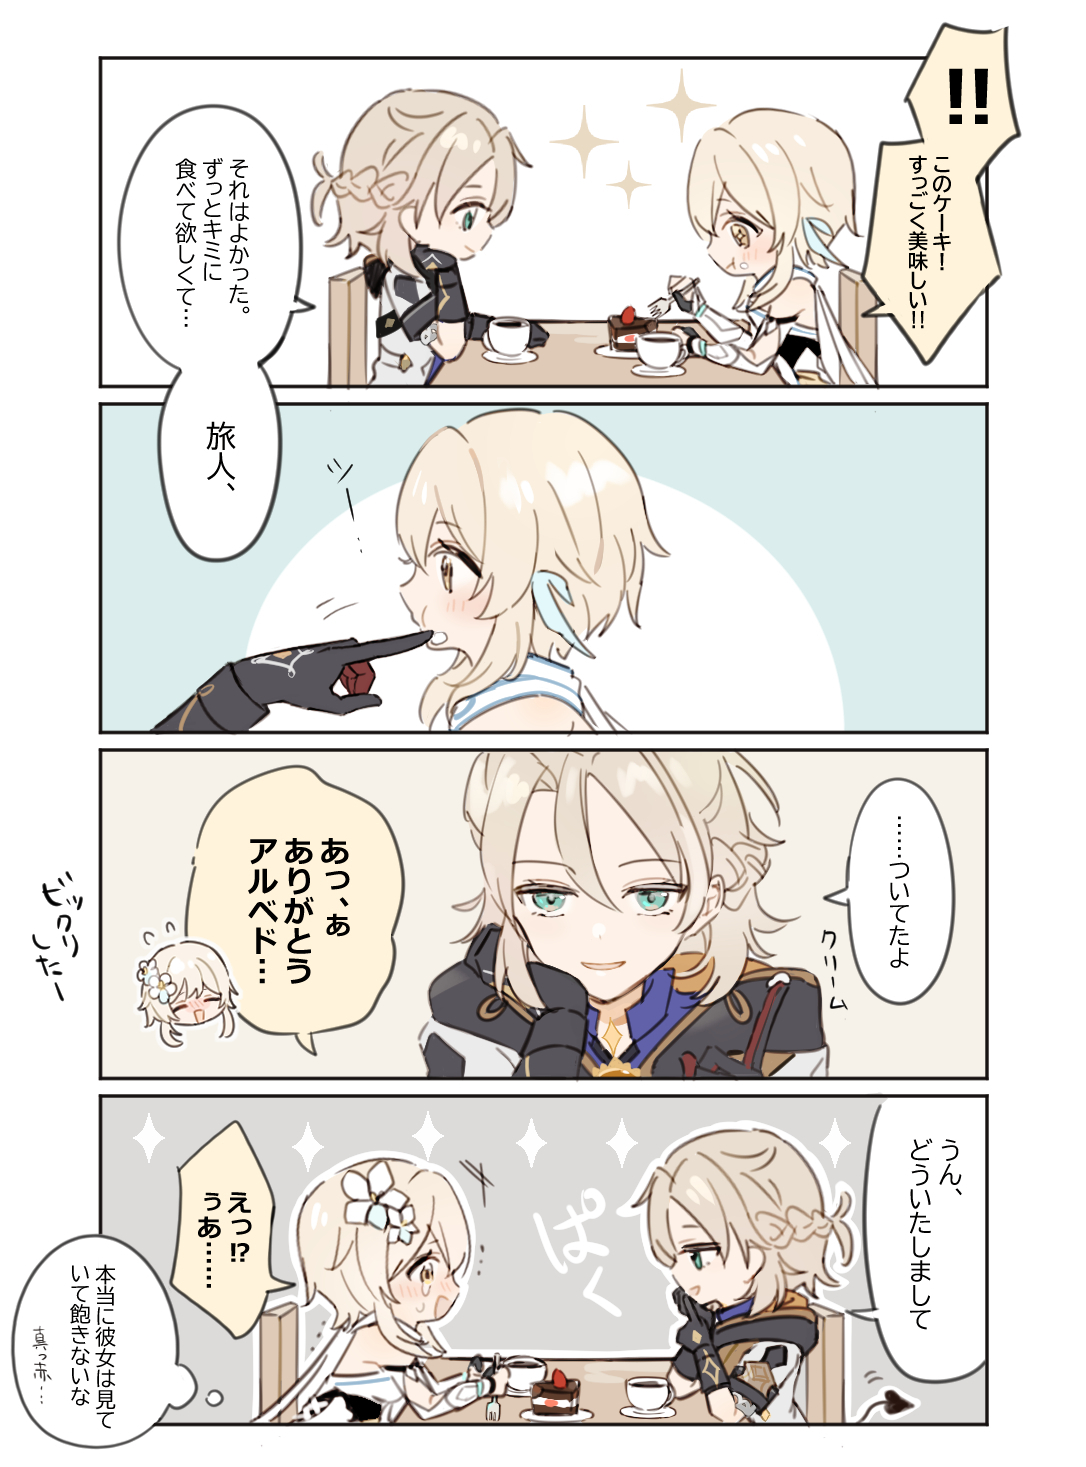 !!
このケーキ!
すっごく美味しい!!
それはよかった。
ずっとキミに
食べて欲しくて…
旅人、
ツ
……ついてたよ
クリーム
あっ、ぁ
ありがとう
アルベド…
ビックリ
したー
うん、
どういたしまして
ぱく
えっ!?
ぅあ……
本当に彼女は見て
いて飽きないな
真っ赤…